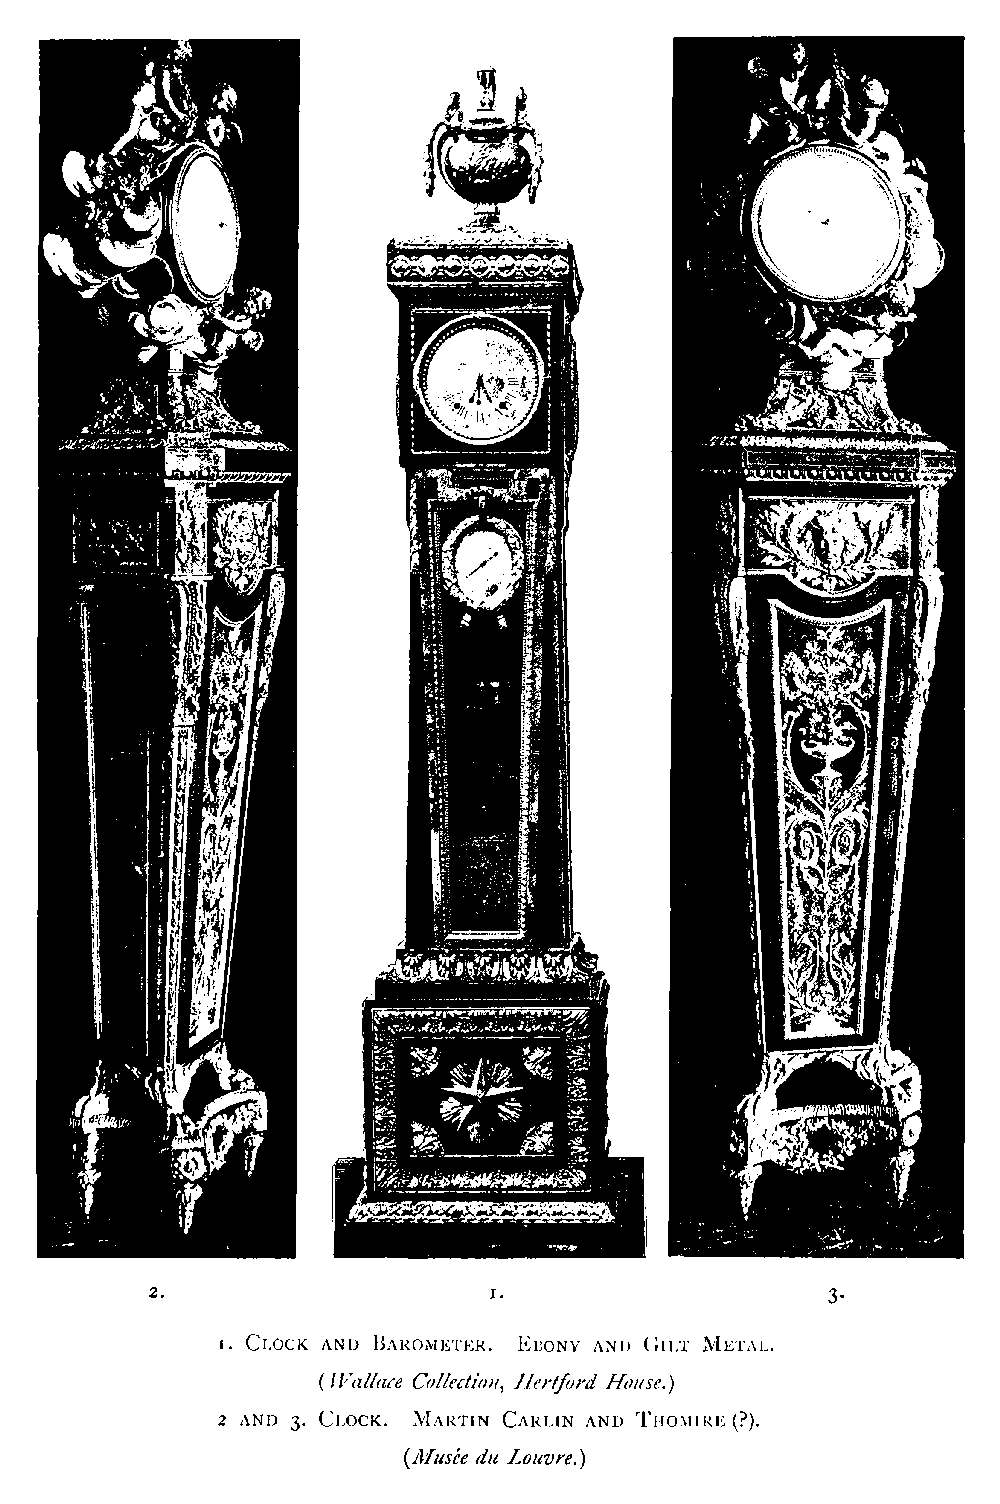 2.
1.
3.
1. Clock and Barometer. Ebony and Gilt Metal.
(Wallace Collection, Hertford House.)
2 and 3. Clock. Martin Carlin and Thomire (?).
(Musée du Louvre.)